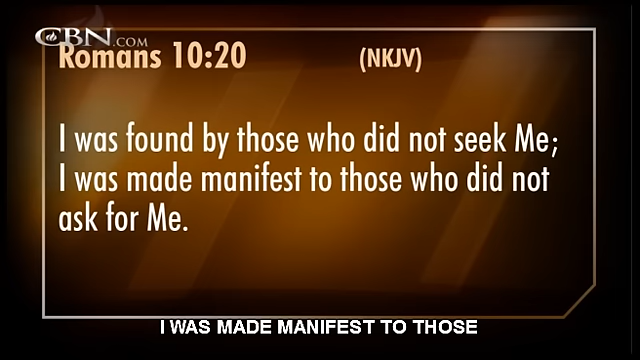 CBN.COM
Romans 10:20 (NKJV)
I was found by those who did not seek Me;
I was made manifest to those who did not
ask for Me.
I WAS MADE MANIFEST TO THOSE